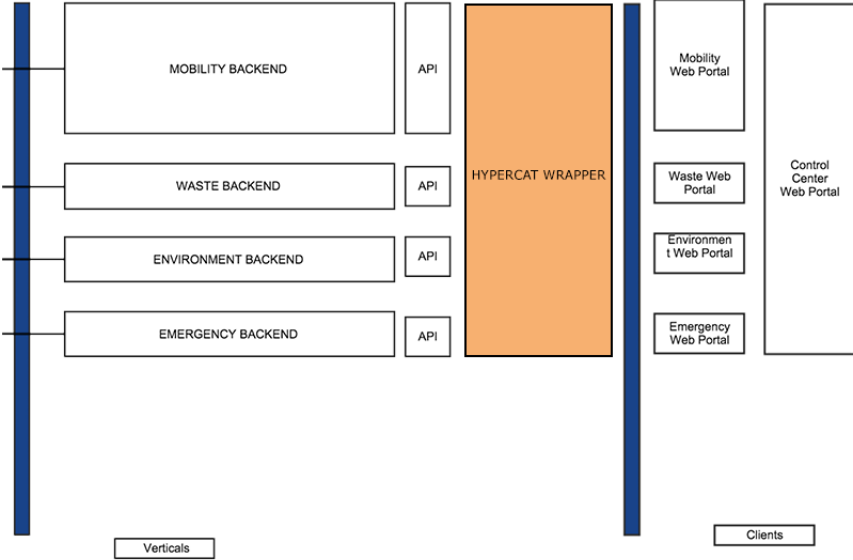 MOBILITY BACKEND
API
HYPERCAT WRAPPER
Mobility
Web Portal
Control
Center
Web Portal
WASTE BACKEND
API
Waste Web
Portal
ENVIRONMENT BACKEND
API
Environmen
t Web Portal
EMERGENCY BACKEND
API
Emergency
Web Portal
Verticals
Clients